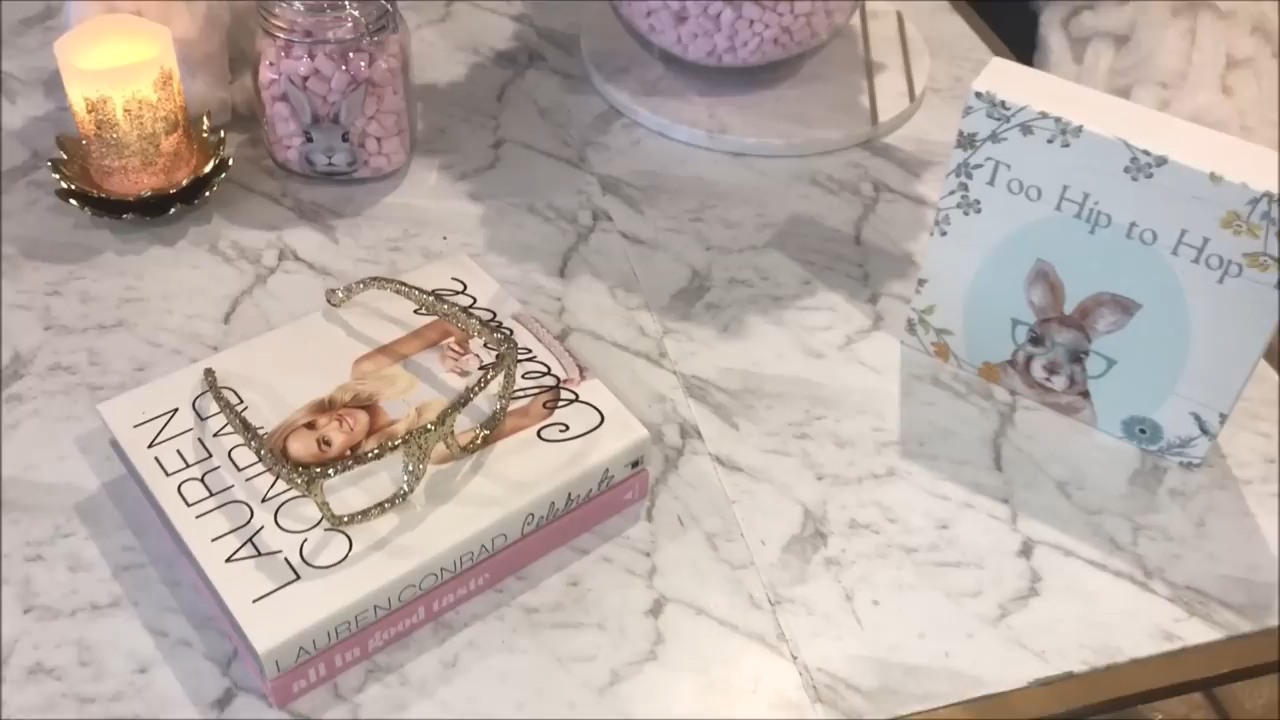 Too Hip to Hop
LAUREN
CONRAD
Celebrate
LAUREN CONRAD Celebrate
all in good taste